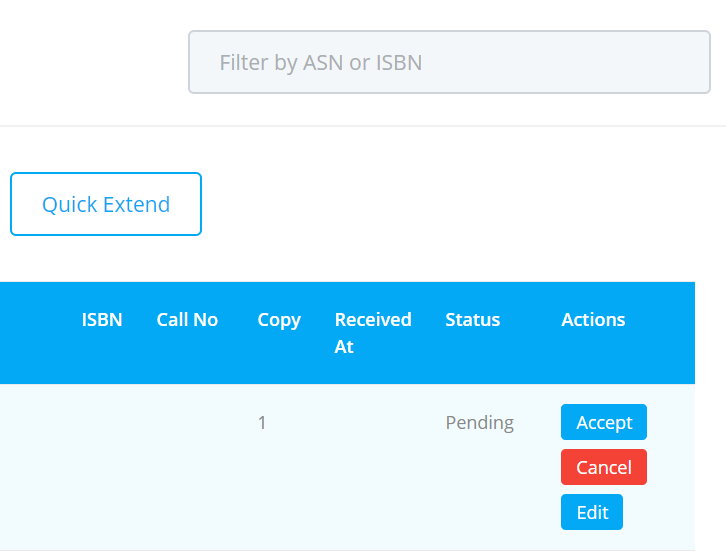 Filter by ASN or ISBN
Quick Extend
ISBN Call No Copy Received At Status Actions
1 Pending Accept
Cancel
Edit